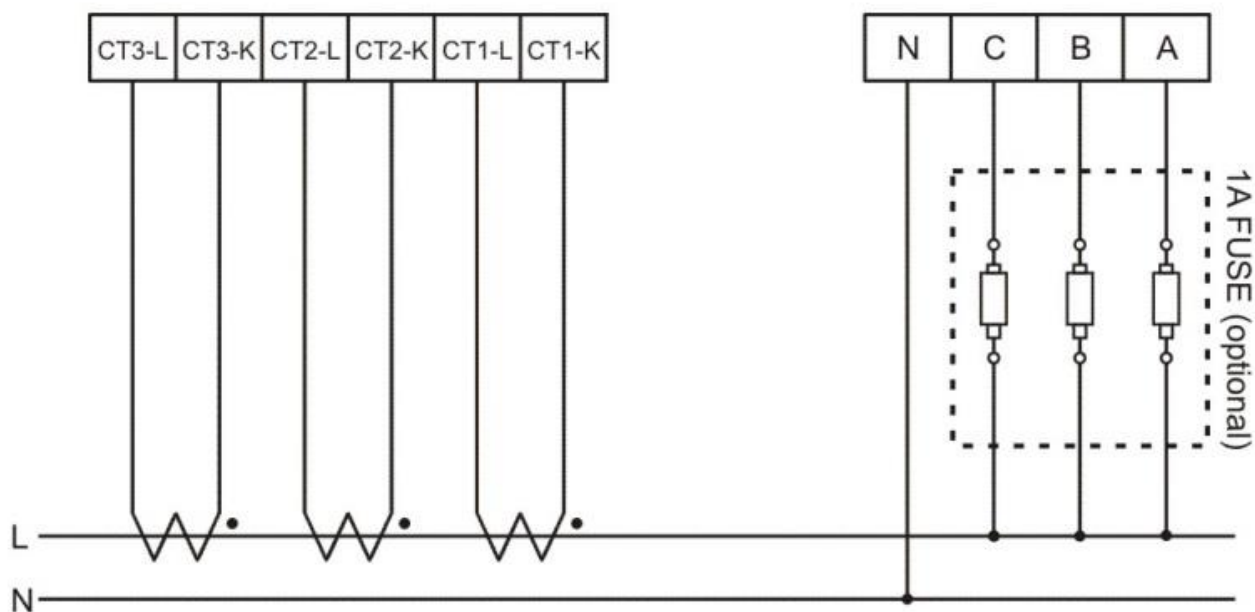 CT3-L CT3-K CT2-L CT2-K CT1-L CT1-K
N C B A
1A FUSE (optional)
L
N